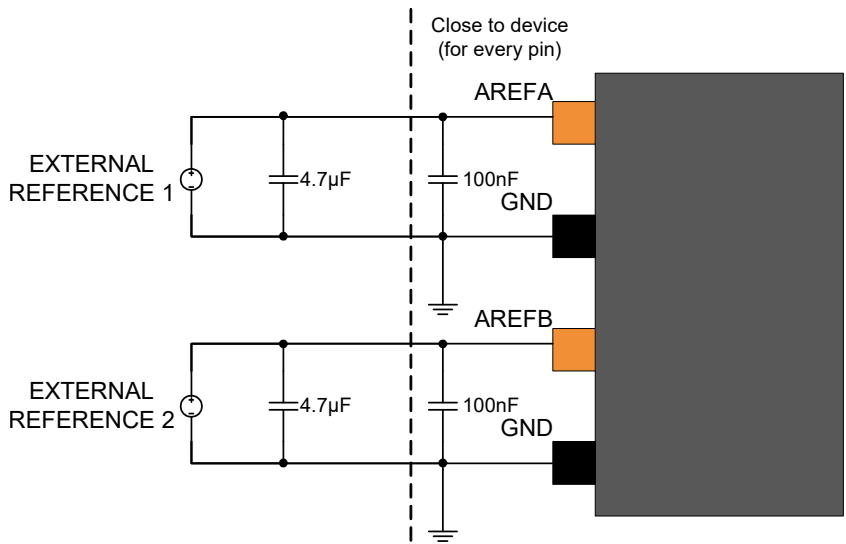 Close to device
(for every pin)
AREFA
EXTERNAL
REFERENCE 1
4.7µF
100nF
GND
AREFB
EXTERNAL
REFERENCE 2
4.7µF
100nF
GND